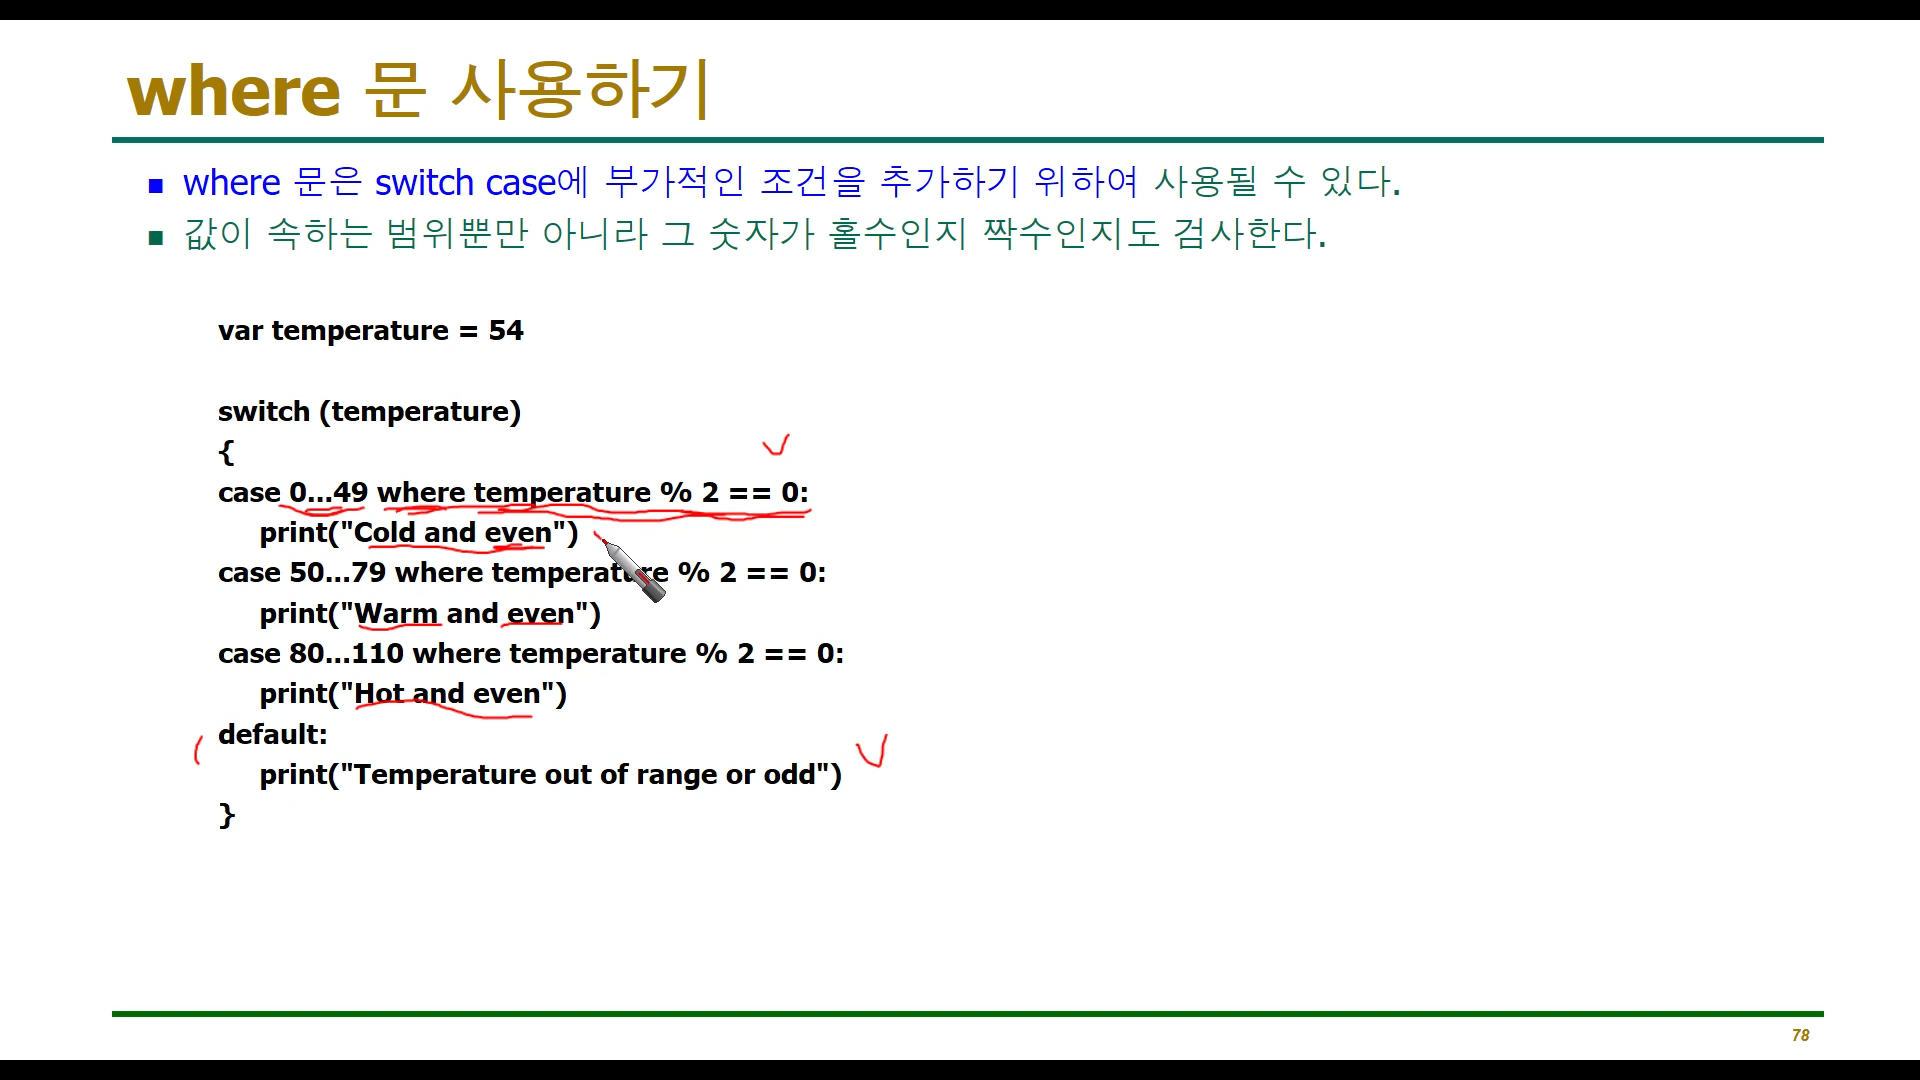 where 문 사용하기
where 문은 switch case에 부가적인 조건을 추가하기 위하여 사용될 수 있다.
값이 속하는 범위뿐만 아니라 그 숫자가 홀수인지 짝수인지도 검사한다.
var temperature = 54
switch (temperature)
{
case 0...49 where temperature % 2 == 0:
print("Cold and even")
case 50...79 where temperature % 2 == 0:
print("Warm and even")
case 80...110 where temperature % 2 == 0:
print("Hot and even")
default:
print("Temperature out of range or odd")
}
78